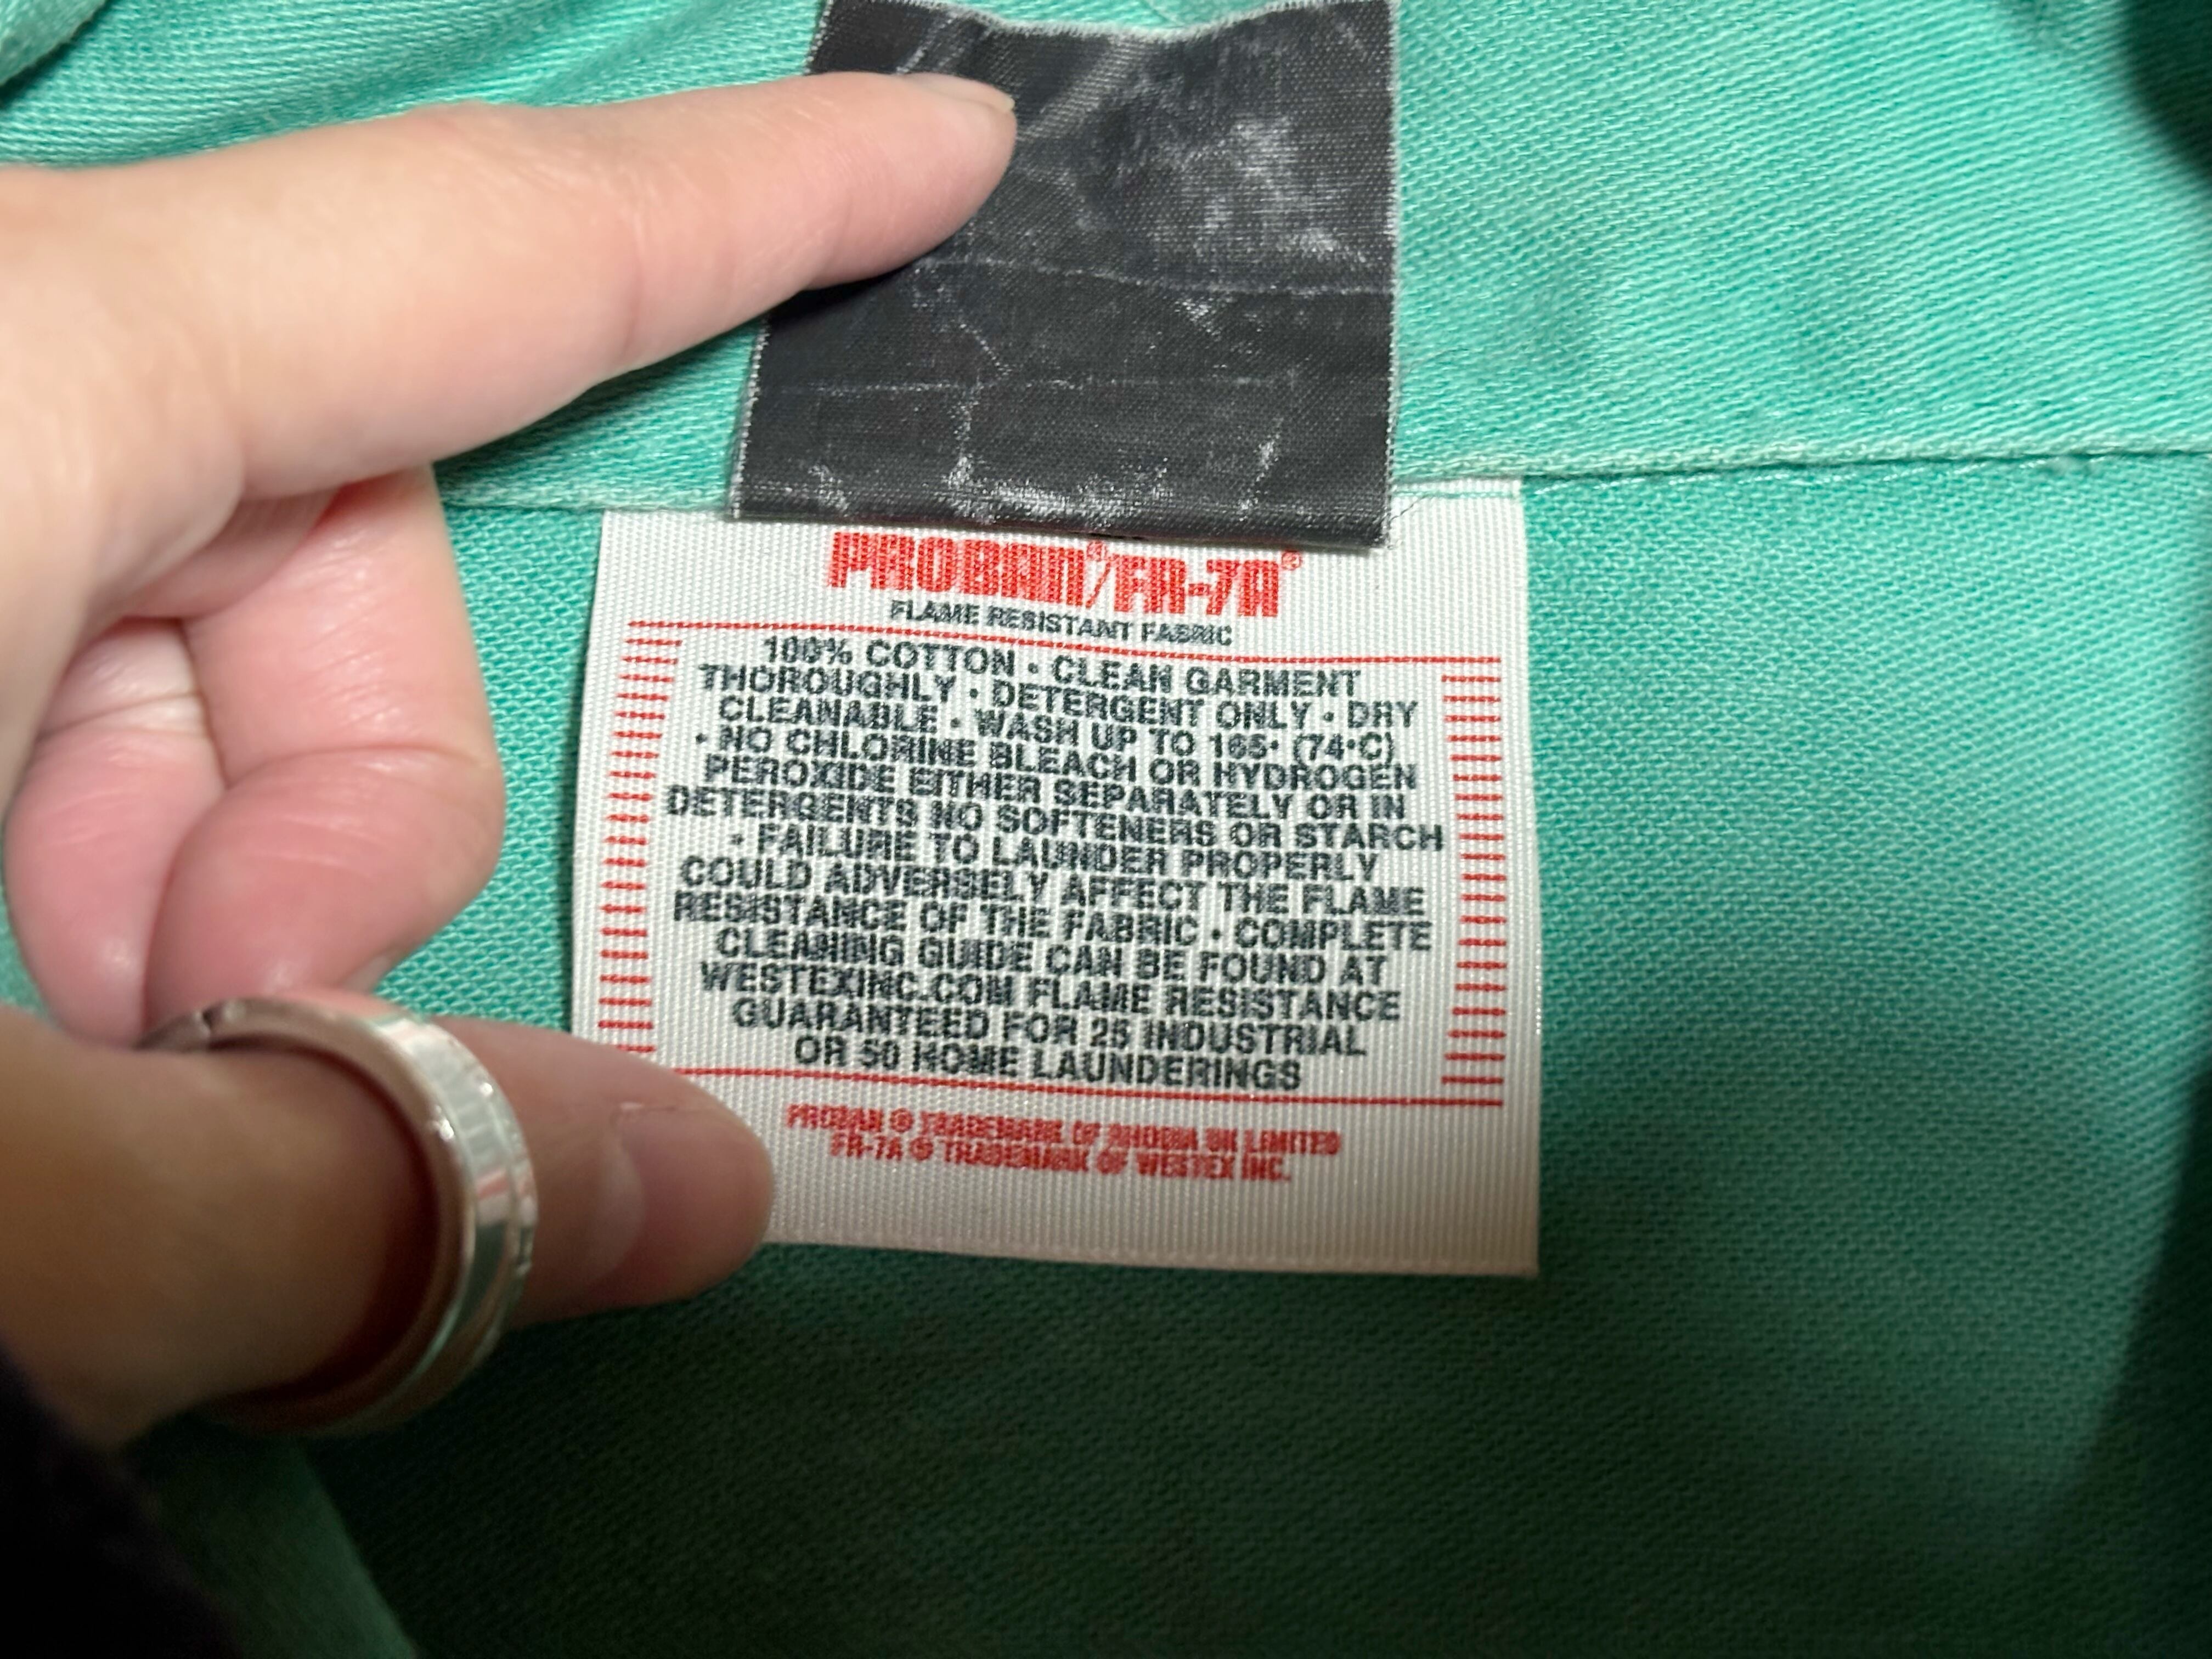 PROBAN®/FR-7A®
FLAME RESISTANT FABRIC
100% COTTON • CLEAN GARMENT
THOROUGHLY • DETERGENT ONLY • DRY
CLEANABLE • WASH UP TO 165• (74•C)
• NO CHLORINE BLEACH OR HYDROGEN
PEROXIDE EITHER SEPARATELY OR IN
DETERGENTS NO SOFTENERS OR STARCH
• FAILURE TO LAUNDER PROPERLY
COULD ADVERSELY AFFECT THE FLAME
RESISTANCE OF THE FABRIC • COMPLETE
CLEANING GUIDE CAN BE FOUND AT
WESTEXINC.COM FLAME RESISTANCE
GUARANTEED FOR 25 INDUSTRIAL
OR 50 HOME LAUNDERINGS
PROBAN ® TRADEMARK OF RHODIA UK LIMITED
FR-7A ® TRADEMARK OF WESTEX INC.